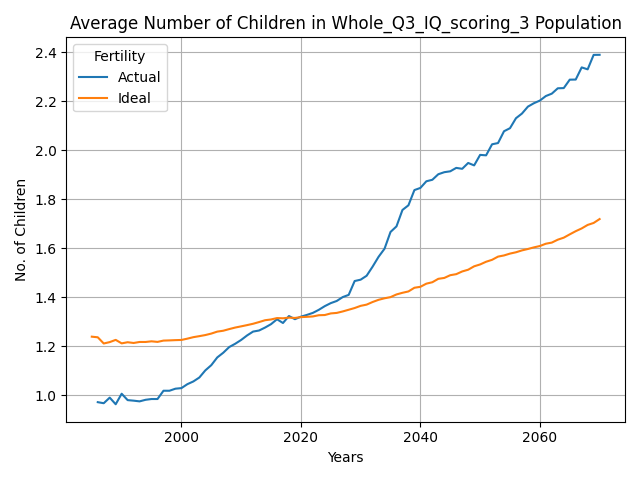 Average Number of Children in Whole_Q3_IQ_scoring_3 Population
Fertility
Actual
Ideal
2.4
2.2
2.0
1.8
1.6
1.4
1.2
1.0
No. of Children
2000
2020
2040
2060
Years